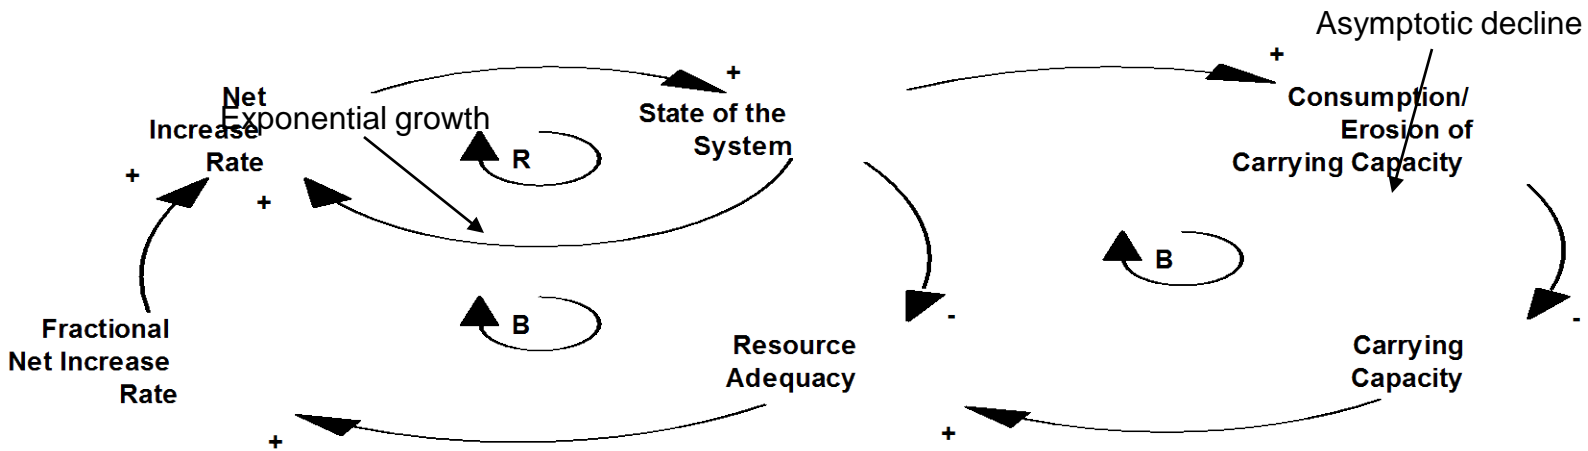 Asymptotic decline
+
+
Net
Increase
Rate
Exponential growth
State of the
System
Consumption/
Erosion of
Carrying Capacity
R
+
+
B
B
Fractional
Net Increase
Rate
-
-
Resource
Adequacy
Carrying
Capacity
+
+